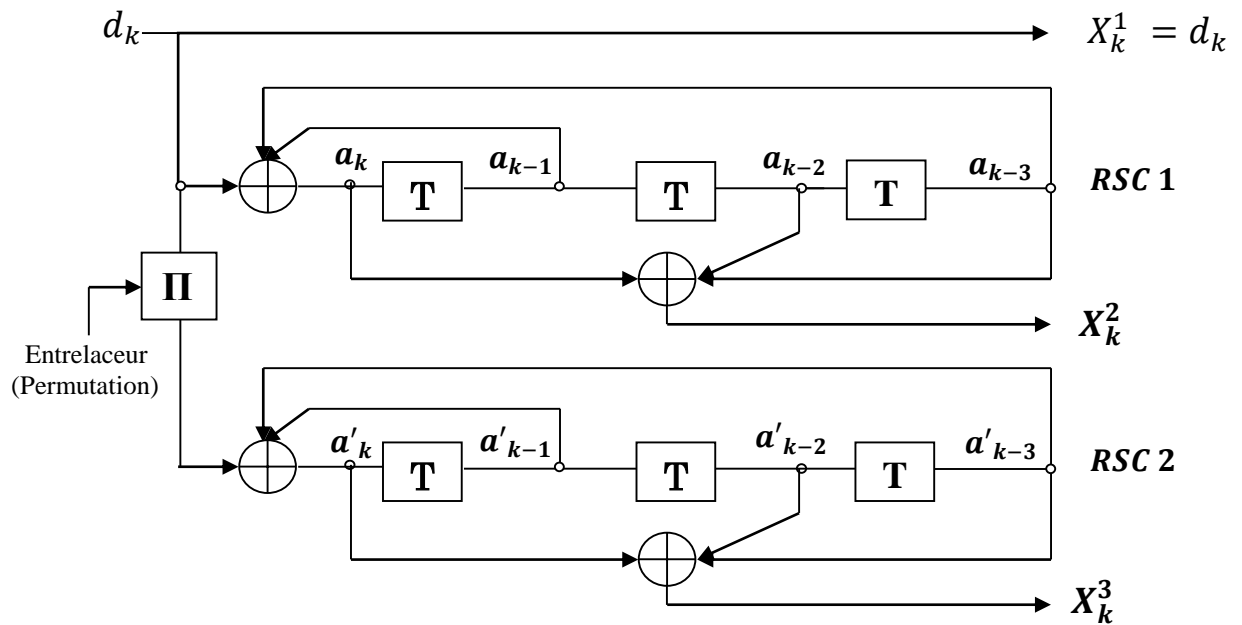 d_k X_k^1 = d_k
a_k T a_{k-1} T a_{k-2} T a_{k-3} RSC 1
Π
X_k^2
Entrelaceur
(Permutation)
a'_k T a'_{k-1} T a'_{k-2} T a'_{k-3} RSC 2
X_k^3